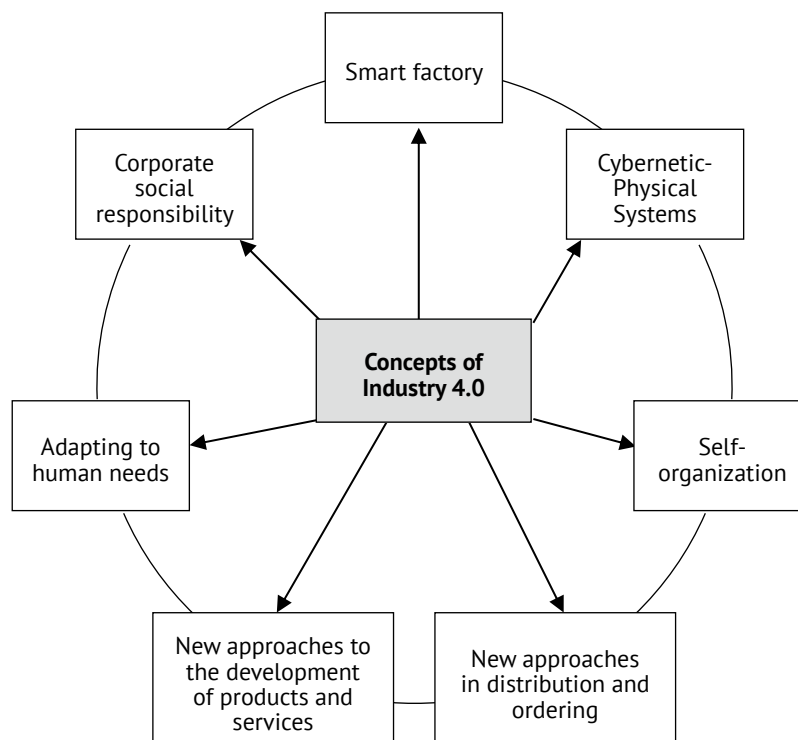 Smart factory
Corporate
social
responsibility
Cybernetic-
Physical
Systems
Concepts of
Industry 4.0
Adapting to
human needs
Self-
organization
New approaches to
the development
of products and
services
New approaches
in distribution and
ordering